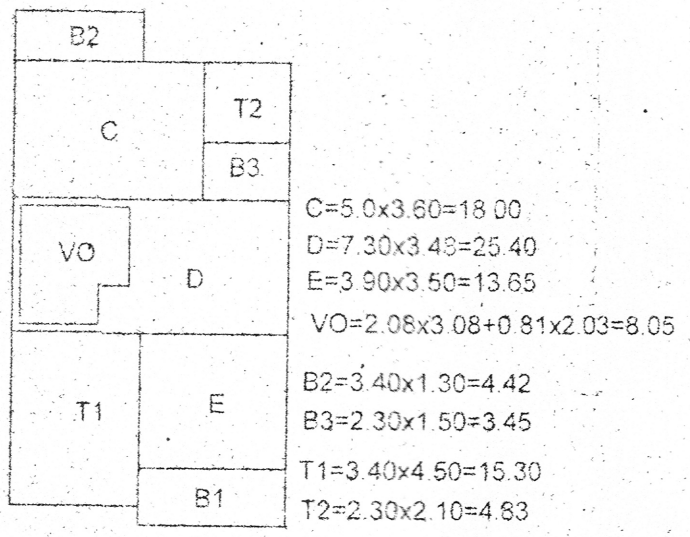 B2
C
T2
B3
VO
D
T1
E
B1
C=5.0x3.60=18.00
D=7.30x3.48=25.40
E=3.90x3.50=13.65
VO=2.08x3.08+0.81x2.03=8.05
B2=3.40x1.30=4.42
B3=2.30x1.50=3.45
T1=3.40x4.50=15.30
T2=2.30x2.10=4.83